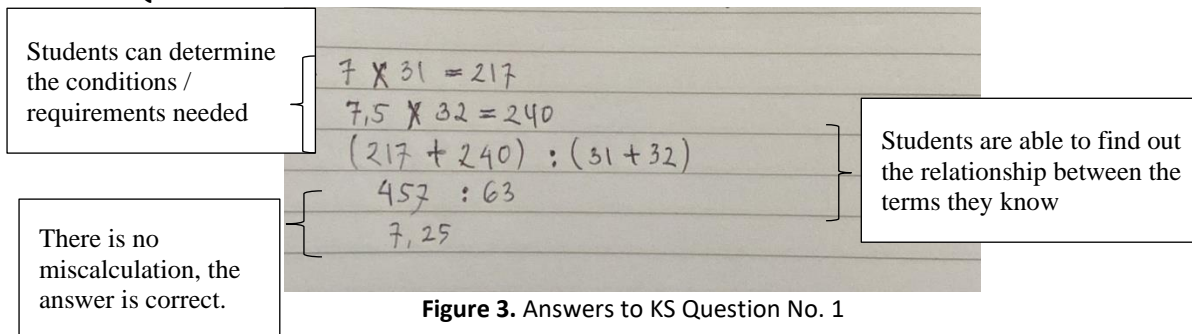 Students can determine
the conditions /
requirements needed
7 X 31 = 217
7,5 X 32 = 240
(217 + 240) : (31 + 32)
457 : 63
7,25
Students are able to find out
the relationship between the
terms they know
There is no
miscalculation, the
answer is correct.
Figure 3. Answers to KS Question No. 1